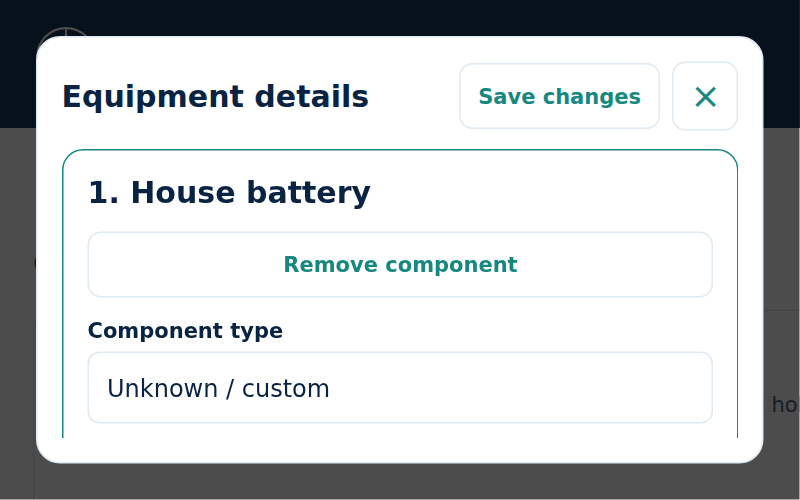 Equipment details
Save changes
1. House battery
Remove component
Component type
Unknown / custom